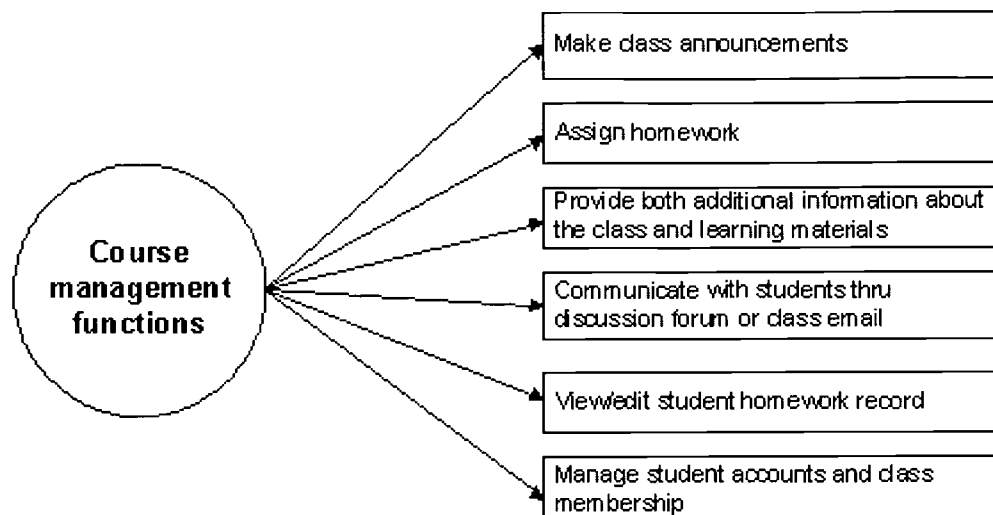 Make class announcements
Assign homework
Provide both additional information about
the class and learning materials
Course
management
functions
Communicate with students thru
discussion forum or class email
View/edit student homework record
Manage student accounts and class
membership